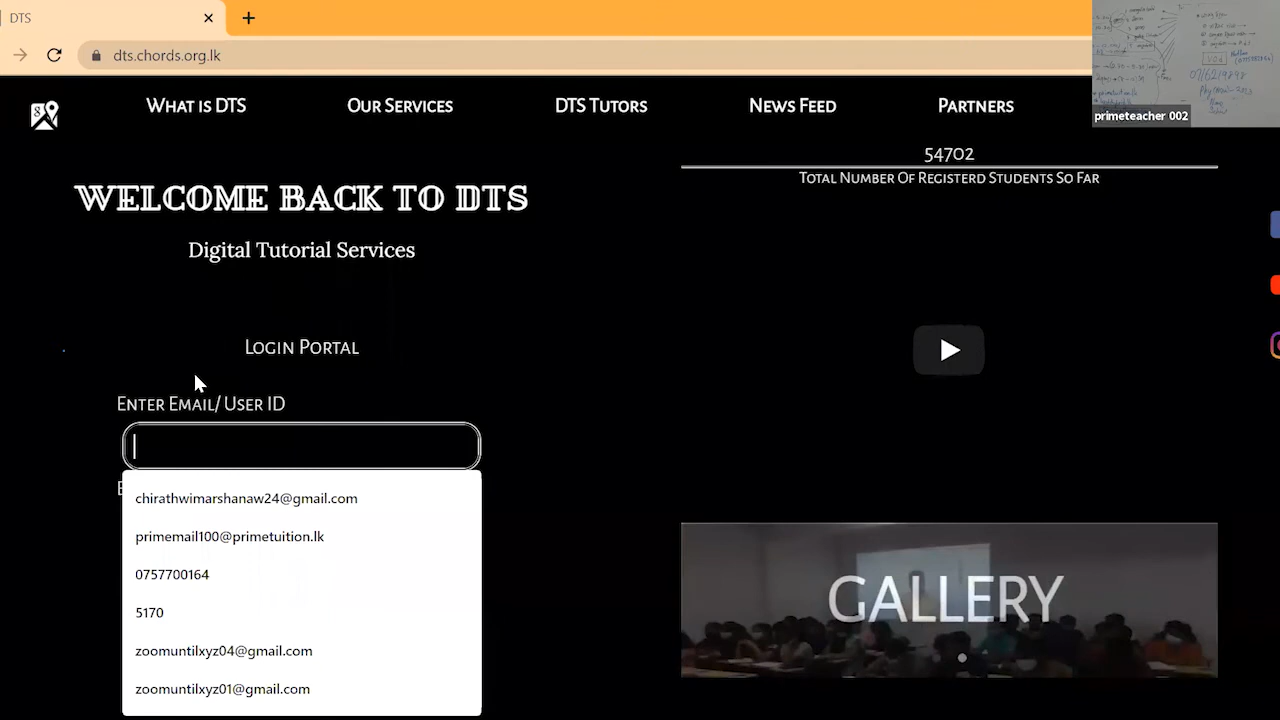 DTS
dts.chords.org.lk
What is DTS
Our Services
DTS Tutors
News Feed
Partners
primeteacher 002
8
54702
Total Number Of Registerd Students So Far
WELCOME BACK TO DTS
Digital Tutorial Services
Login Portal
Enter Email/ User ID
chirathwimarshanaw24@gmail.com
primemail100@primetuition.lk
0757700164
5170
zoomuntilxyz04@gmail.com
zoomuntilxyz01@gmail.com
GALLERY